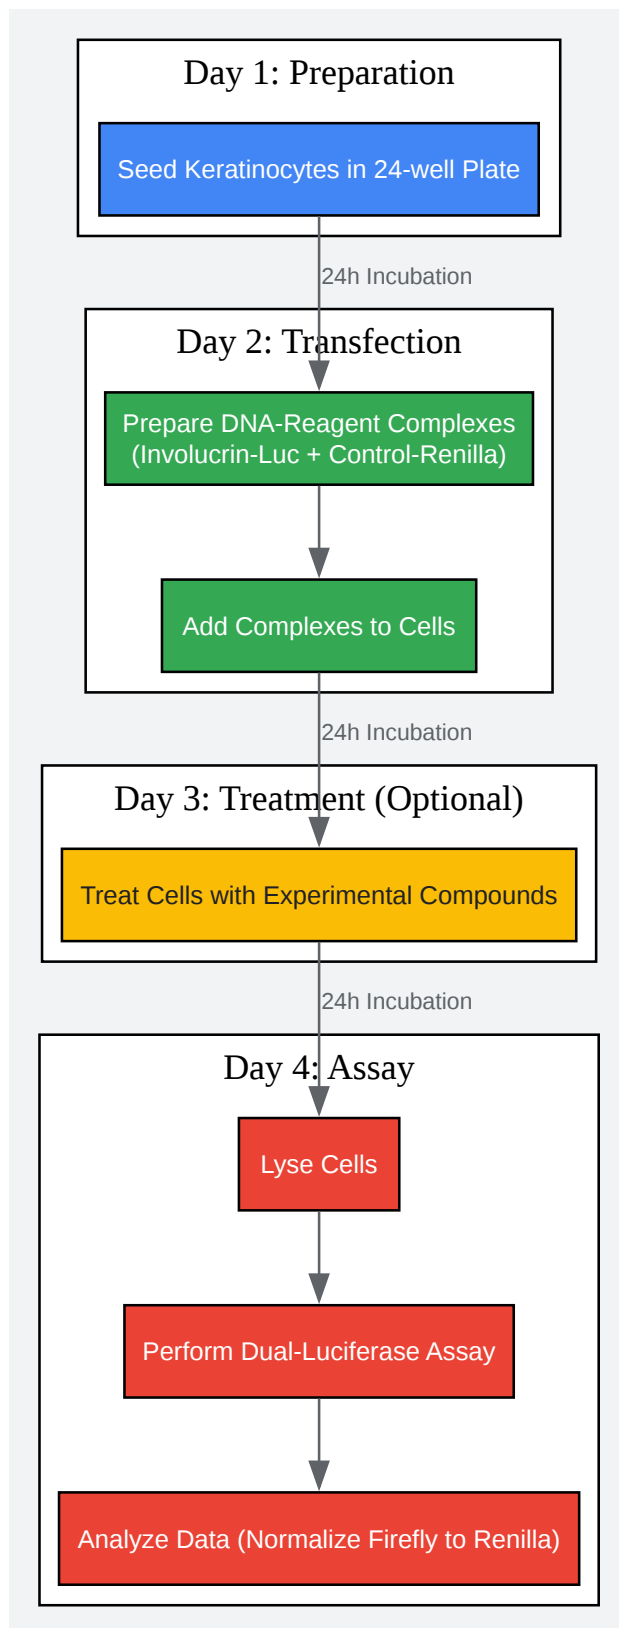 Day 1: Preparation
Seed Keratinocytes in 24-well Plate
24h Incubation
Day 2: Transfection
Prepare DNA-Reagent Complexes
(Involucrin-Luc + Control-Renilla)
Add Complexes to Cells
24h Incubation
Day 3: Treatment (Optional)
Treat Cells with Experimental Compounds
24h Incubation
Day 4: Assay
Lyse Cells
Perform Dual-Luciferase Assay
Analyze Data (Normalize Firefly to Renilla)